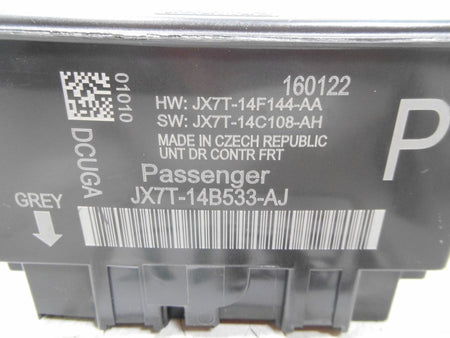 160122
01010
HW: JX7T-14F144-AA
SW: JX7T-14C108-AH
DCUGA
MADE IN CZECH REPUBLIC
UNT DR CONTR FRT
P
Passenger
GREY
JX7T-14B533-AJ